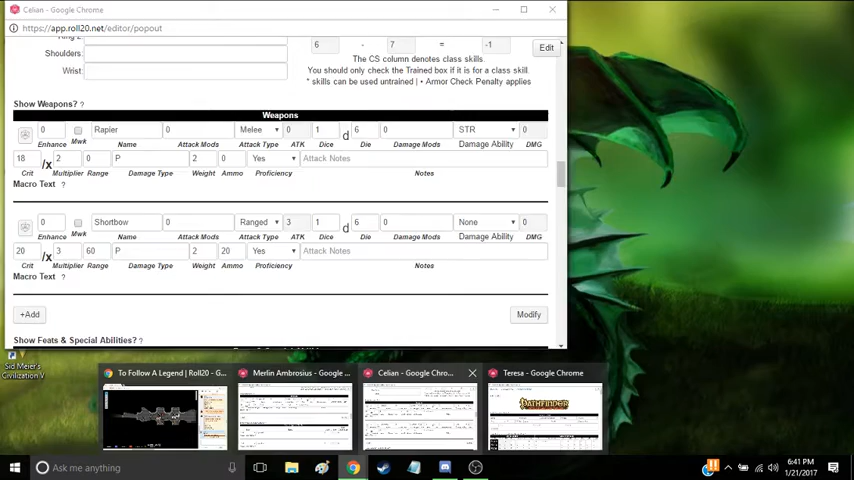 Celian - Google Chrome
https://app.roll20.net/editor/popout
Shoulders:
Wrist:
6 - 7 = -1
The CS column denotes class skills.
You should only check the Trained box if it is for a class skill.
* skills can be used untrained | • Armor Check Penalty applies
Edit
Show Weapons? ?
Weapons
0 Rapier 0 Melee 0 1 d 6 0 STR 0
Enhance Mwk Name Attack Mods Attack Type ATK Dice Die Damage Mods Damage Ability DMG
18 /x 2 0 P 2 0 Yes Attack Notes
Crit Multiplier Range Damage Type Weight Ammo Proficiency Notes
Macro Text ?
0 Shortbow 0 Ranged 3 1 d 6 0 None 0
Enhance Mwk Name Attack Mods Attack Type ATK Dice Die Damage Mods Damage Ability DMG
20 /x 3 60 P 2 20 Yes Attack Notes
Crit Multiplier Range Damage Type Weight Ammo Proficiency Notes
Macro Text ?
+Add
Modify
Show Feats & Special Abilities? ?
Sid Meier's
Civilization V
To Follow A Legend | Roll20 - G...
Merlin Ambrosius - Google ...
Celian - Google Chro...
Teresa - Google Chrome
PATHFINDER
Ask me anything
6:41 PM
1/21/2017